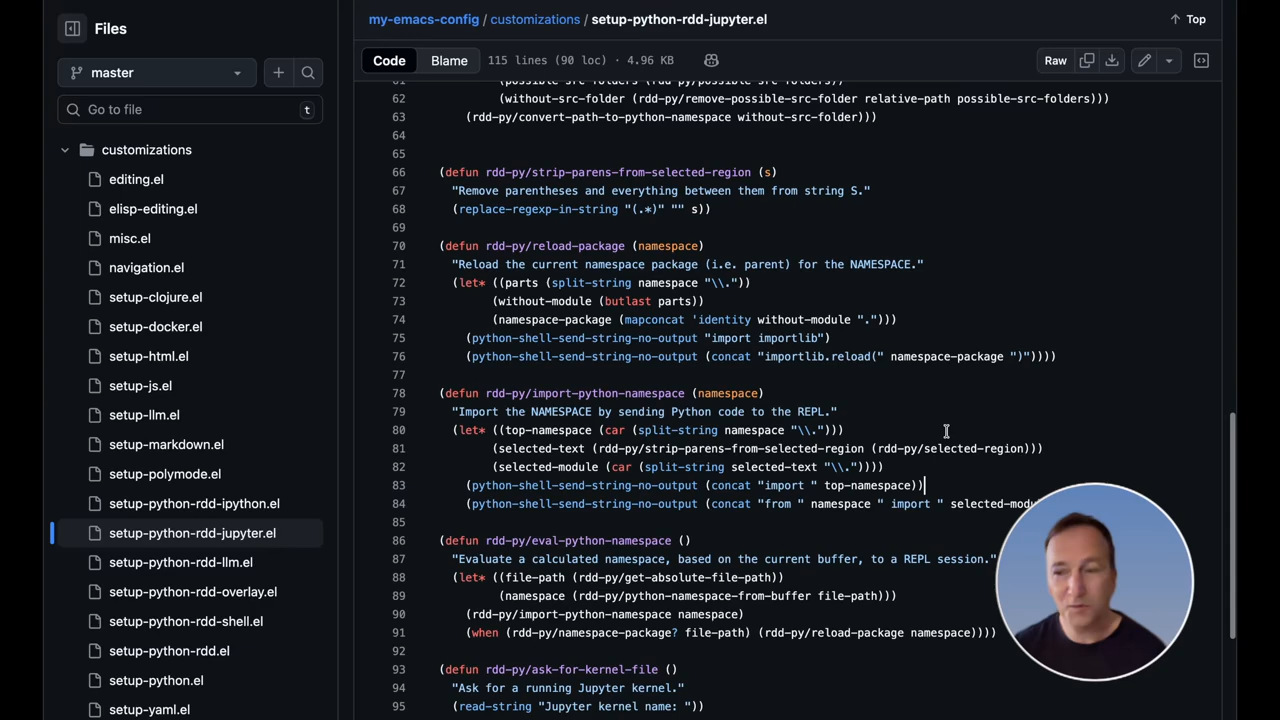 Files
my-emacs-config / customizations / setup-python-rdd-jupyter.el
Top
master
Go to file
t
Code
Blame
115 lines (90 loc) · 4.96 KB
Raw
customizations
editing.el
elisp-editing.el
misc.el
navigation.el
setup-clojure.el
setup-docker.el
setup-html.el
setup-js.el
setup-llm.el
setup-markdown.el
setup-polymode.el
setup-python-rdd-ipython.el
setup-python-rdd-jupyter.el
setup-python-rdd-llm.el
setup-python-rdd-overlay.el
setup-python-rdd-shell.el
setup-python-rdd.el
setup-python.el
setup-yaml.el
61 (possible-src-folders (rdd-py/possible-src-folders))
62 (without-src-folder (rdd-py/remove-possible-src-folder relative-path possible-src-folders)))
63 (rdd-py/convert-path-to-python-namespace without-src-folder)))
64
65
66 (defun rdd-py/strip-parens-from-selected-region (s)
67 "Remove parentheses and everything between them from string S."
68 (replace-regexp-in-string "(.*)" "" s))
69
70 (defun rdd-py/reload-package (namespace)
71 "Reload the current namespace package (i.e. parent) for the NAMESPACE."
72 (let* ((parts (split-string namespace "\\."))
73 (without-module (butlast parts))
74 (namespace-package (mapconcat 'identity without-module ".")))
75 (python-shell-send-string-no-output "import importlib")
76 (python-shell-send-string-no-output (concat "importlib.reload(" namespace-package ")"))))
77
78 (defun rdd-py/import-python-namespace (namespace)
79 "Import the NAMESPACE by sending Python code to the REPL."
80 (let* ((top-namespace (car (split-string namespace "\\.")))
81 (selected-text (rdd-py/strip-parens-from-selected-region (rdd-py/selected-region)))
82 (selected-module (car (split-string selected-text "\\."))))
83 (python-shell-send-string-no-output (concat "import " top-namespace))
84 (python-shell-send-string-no-output (concat "from " namespace " import "
85
86 (defun rdd-py/eval-python-namespace ()
87 "Evaluate a calculated namespace, based on the current buffer, to a REPL session."
88 (let* ((file-path (rdd-py/get-absolute-file-path))
89 (namespace (rdd-py/python-namespace-from-buffer file-path)))
90 (rdd-py/import-python-namespace namespace)
91 (when (rdd-py/namespace-package? file-path) (rdd-py/reload-package namespace))))
92
93 (defun rdd-py/ask-for-kernel-file ()
94 "Ask for a running Jupyter kernel."
95 (read-string "Jupyter kernel name: "))